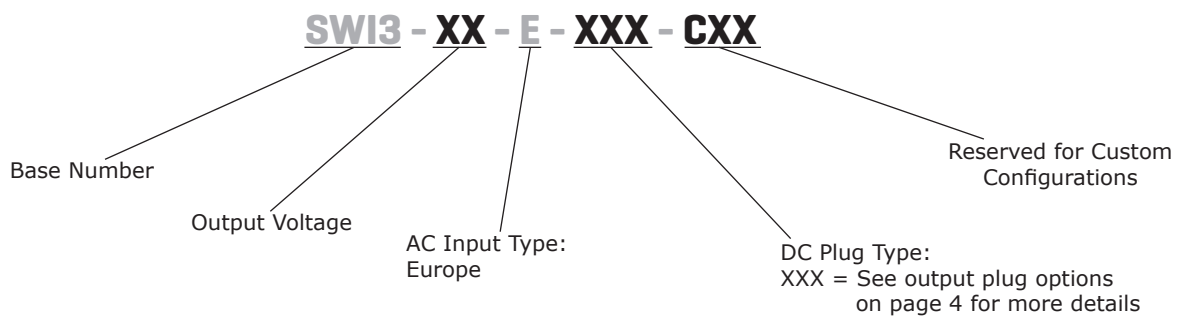 SWI3 - XX - E - XXX - CXX
Base Number
Output Voltage
AC Input Type:
Europe
DC Plug Type:
XXX = See output plug options
on page 4 for more details
Reserved for Custom
Configurations